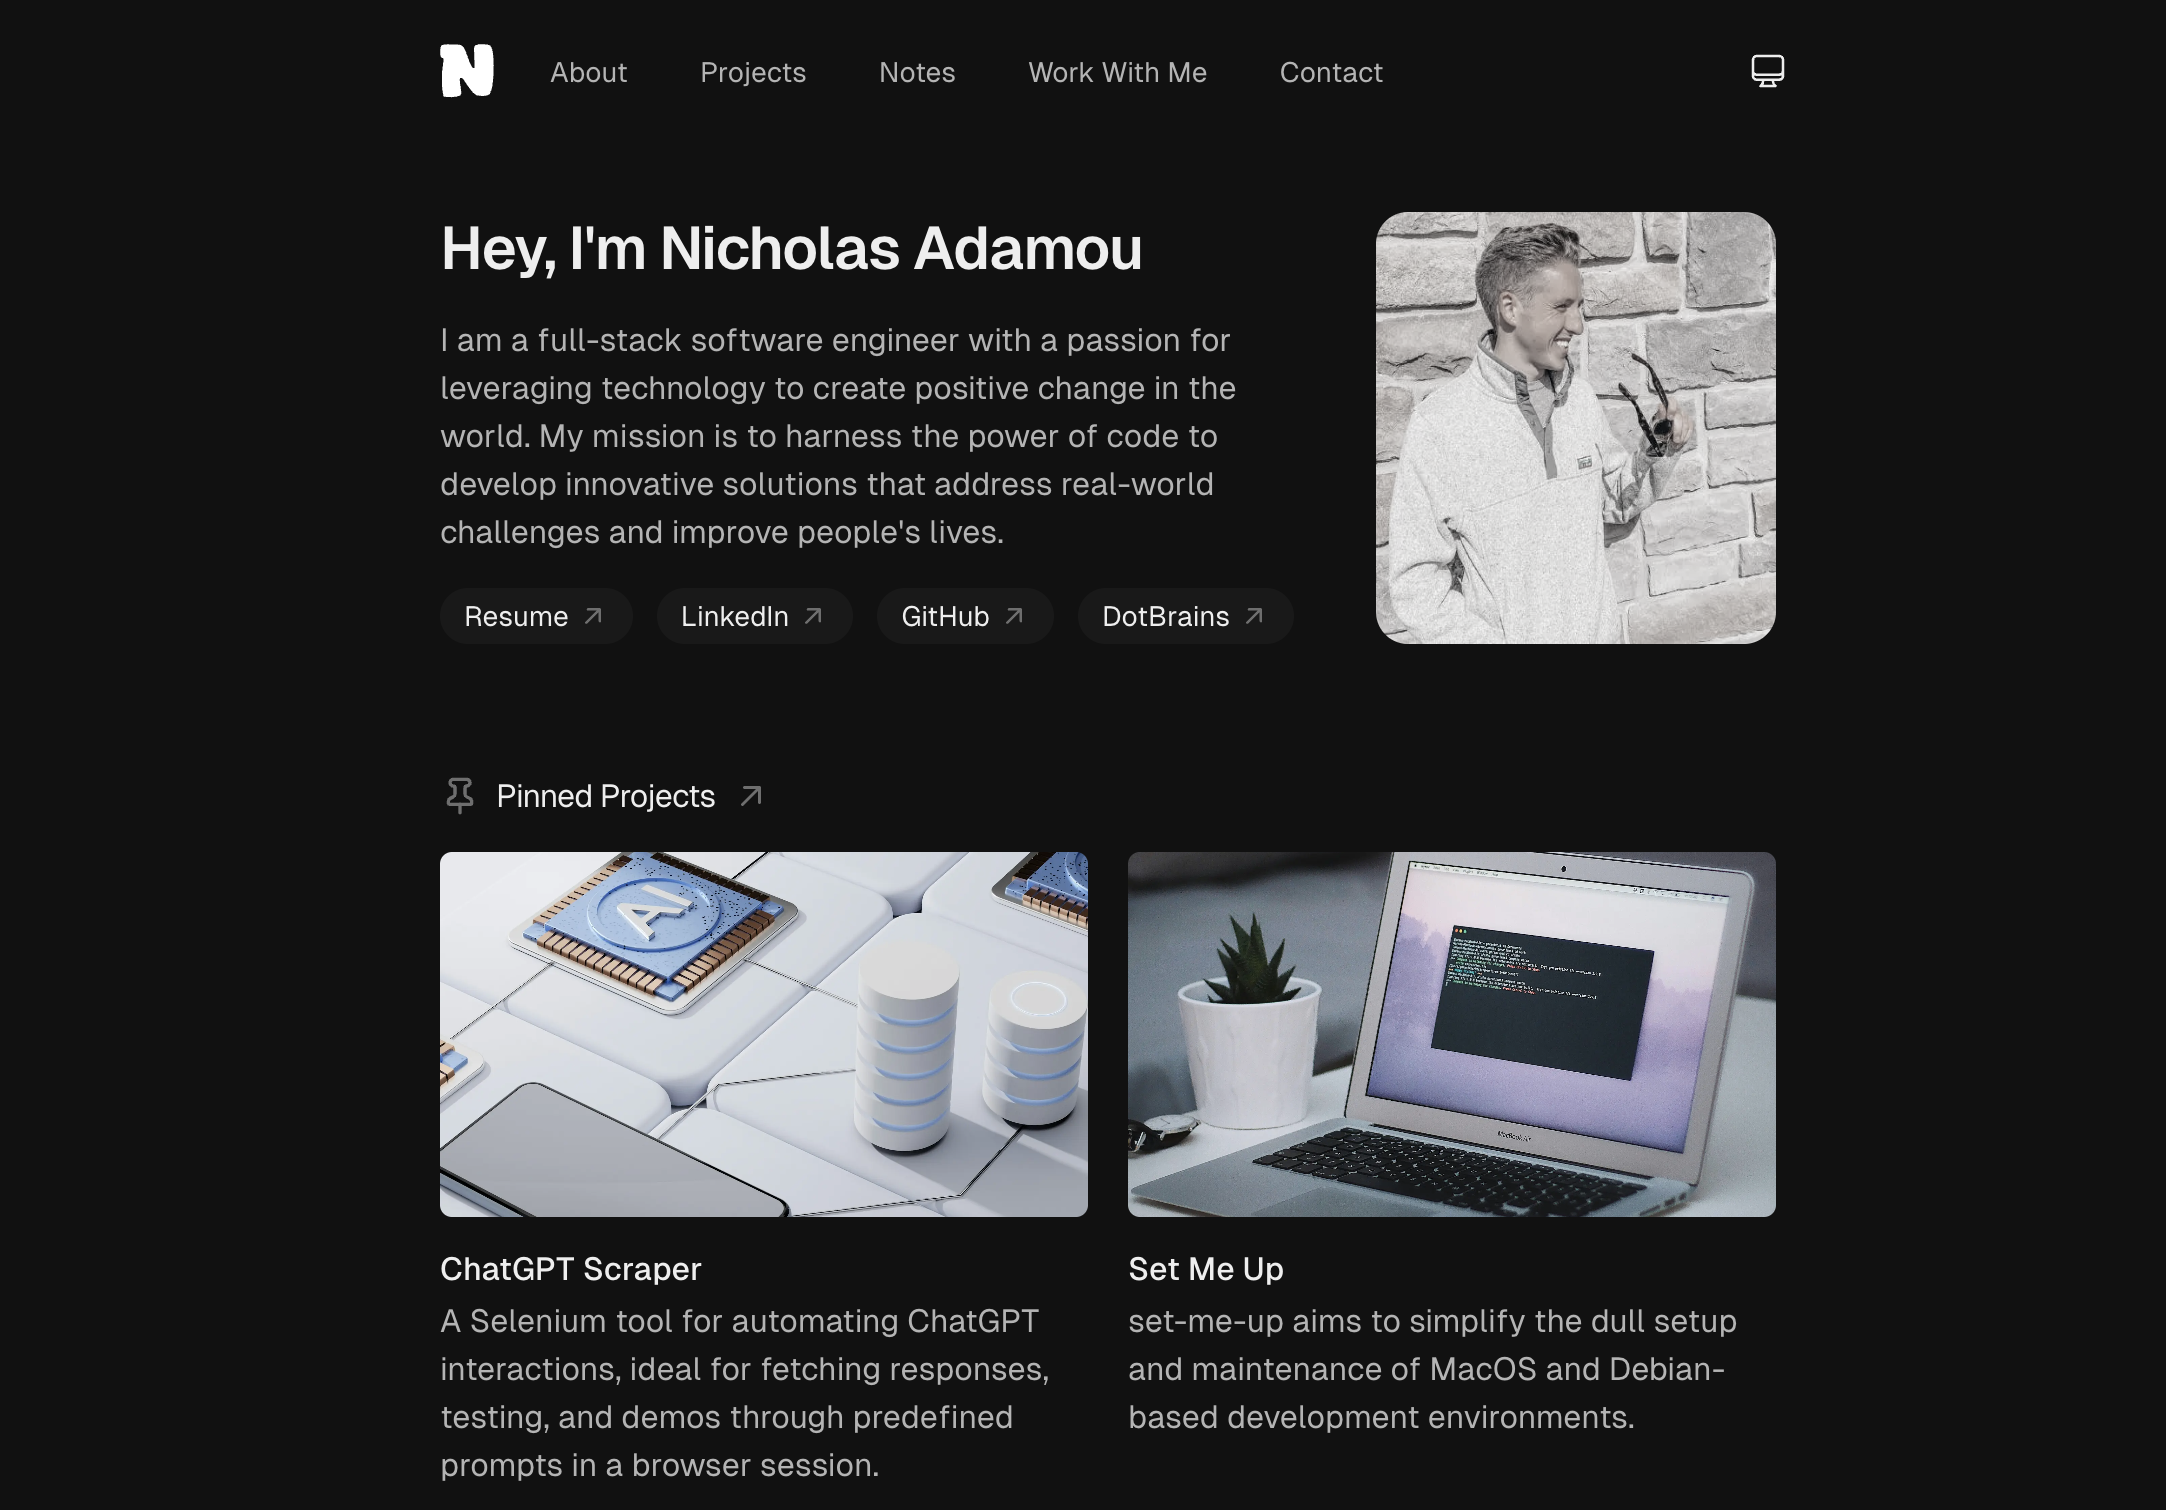 N
About
Projects
Notes
Work With Me
Contact
Hey, I'm Nicholas Adamou
I am a full-stack software engineer with a passion for
leveraging technology to create positive change in the
world. My mission is to harness the power of code to
develop innovative solutions that address real-world
challenges and improve people's lives.
Resume
LinkedIn
GitHub
DotBrains
Pinned Projects
AI
MacBook Air
ChatGPT Scraper
A Selenium tool for automating ChatGPT
interactions, ideal for fetching responses,
testing, and demos through predefined
prompts in a browser session.
Set Me Up
set-me-up aims to simplify the dull setup
and maintenance of MacOS and Debian-
based development environments.